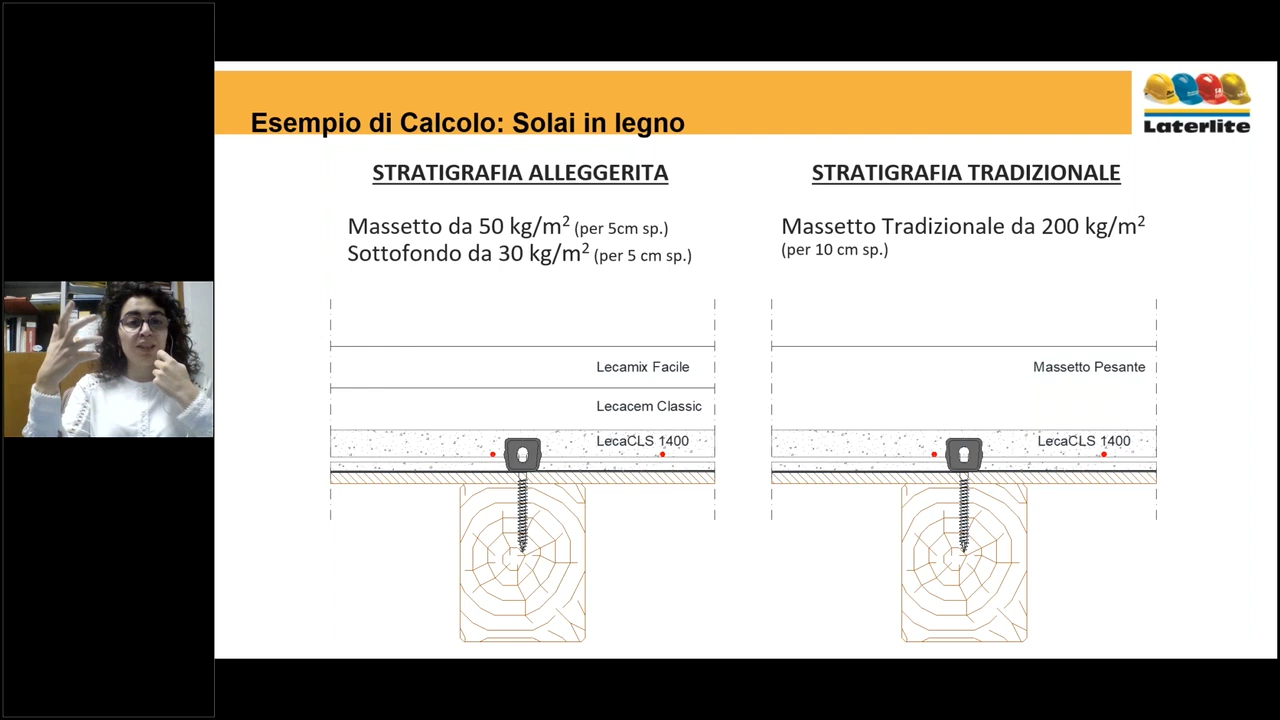 Esempio di Calcolo: Solai in legno
Laterlite
STRATIGRAFIA ALLEGGERITA
Massetto da 50 kg/m² (per 5cm sp.)
Sottofondo da 30 kg/m² (per 5 cm sp.)
Lecamix Facile
Lecacem Classic
LecaCLS 1400
STRATIGRAFIA TRADIZIONALE
Massetto Tradizionale da 200 kg/m²
(per 10 cm sp.)
Massetto Pesante
LecaCLS 1400